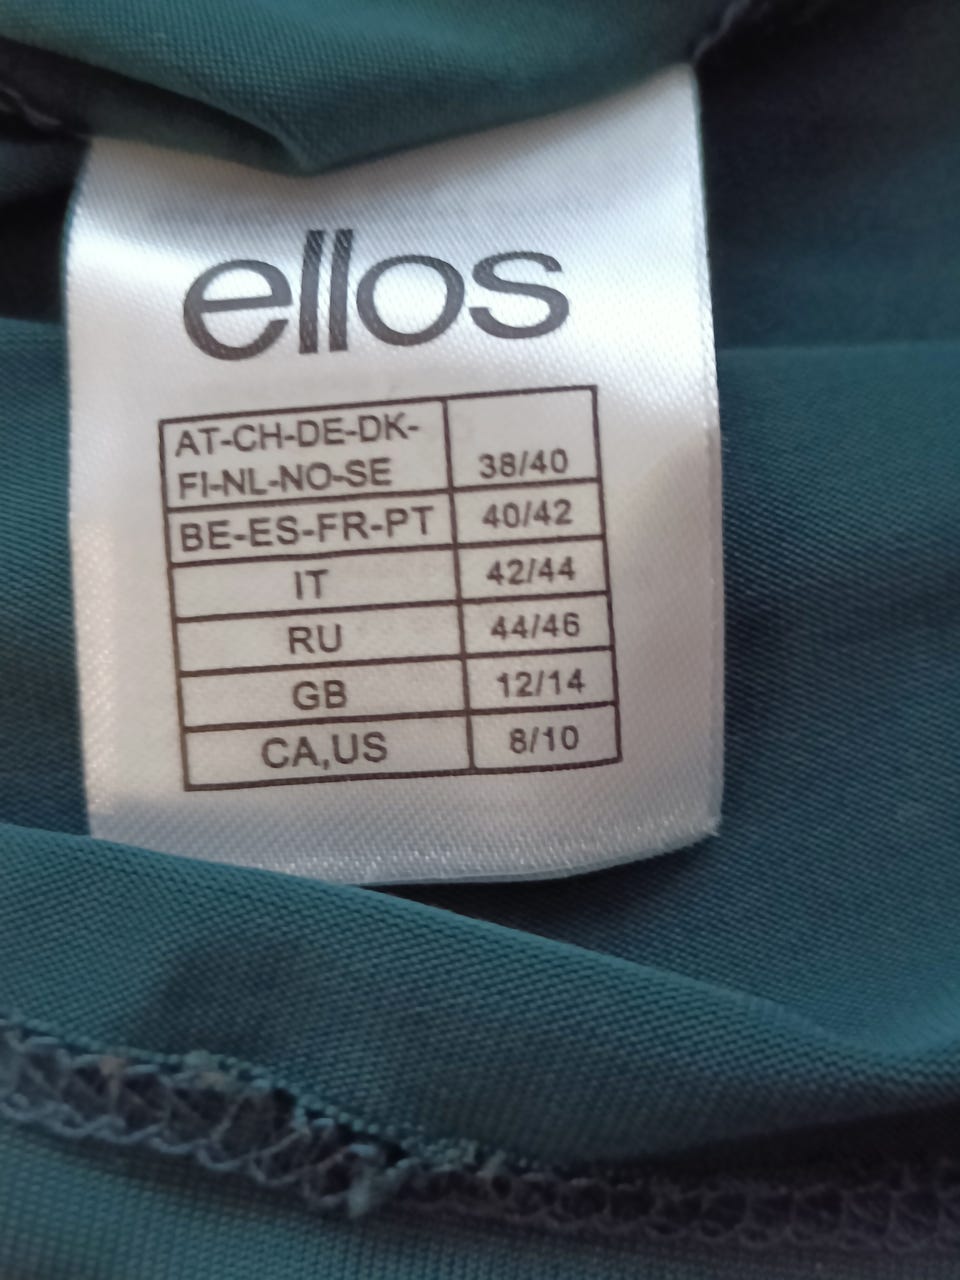 ellos
AT-CH-DE-DK-
FI-NL-NO-SE 38/40
BE-ES-FR-PT 40/42
IT 42/44
RU 44/46
GB 12/14
CA,US 8/10